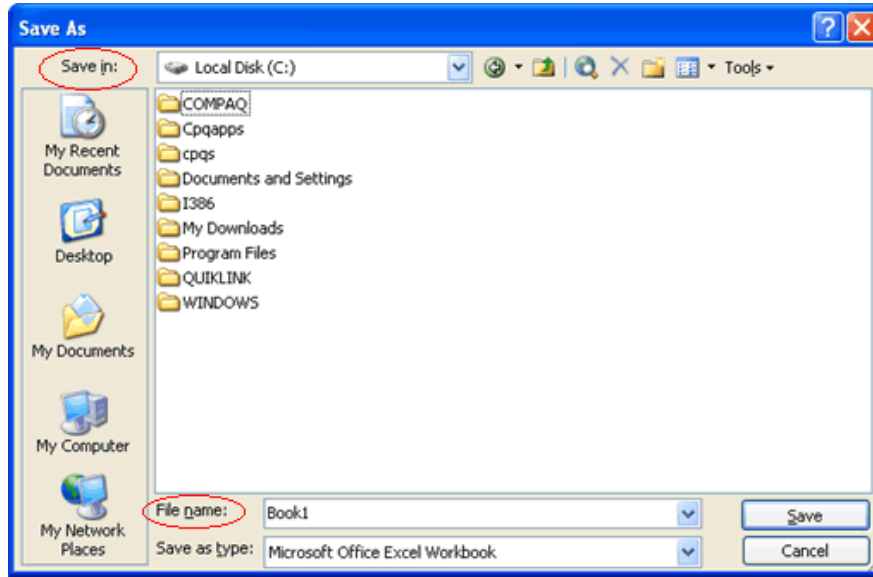 Save As
Save in:
Local Disk (C:)
Tools
My Recent
Documents
Desktop
My Documents
My Computer
My Network
Places
COMPAQ
Cpqapps
cpqs
Documents and Settings
I386
My Downloads
Program Files
QUIKLINK
WINDOWS
File name:
Book1
Save
Save as type:
Microsoft Office Excel Workbook
Cancel